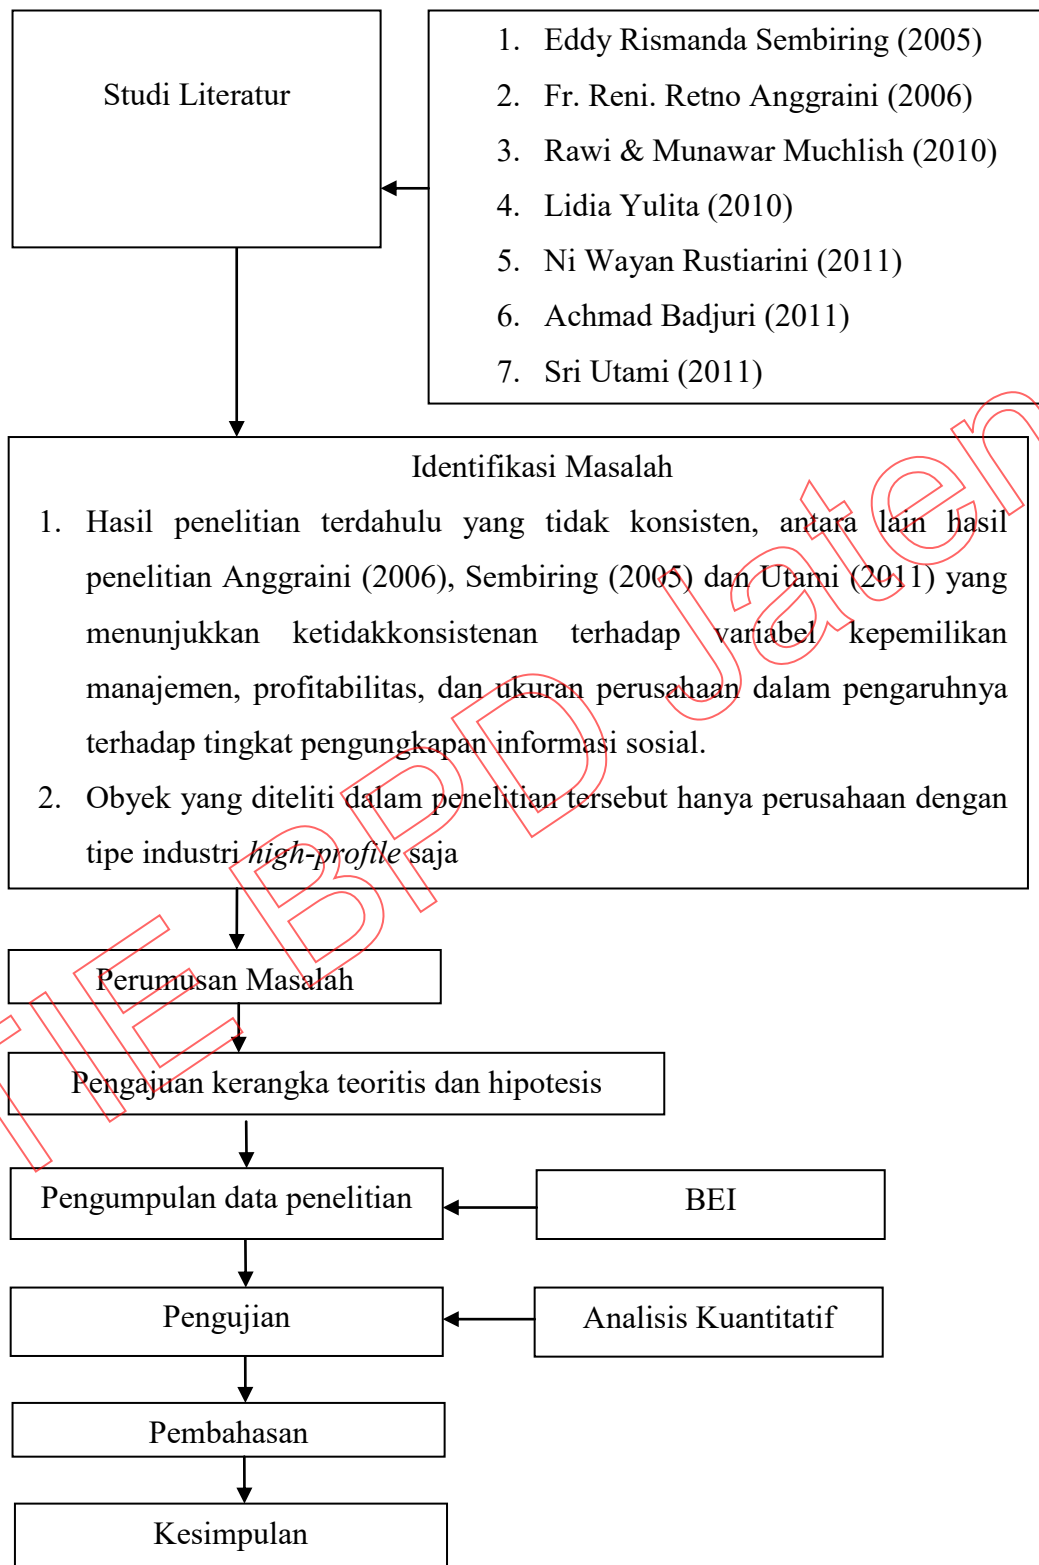 Studi Literatur
1. Eddy Rismanda Sembiring (2005)
2. Fr. Reni. Retno Anggraini (2006)
3. Rawi & Munawar Muchlish (2010)
4. Lidia Yulita (2010)
5. Ni Wayan Rustiarini (2011)
6. Achmad Badjuri (2011)
7. Sri Utami (2011)
Identifikasi Masalah
1. Hasil penelitian terdahulu yang tidak konsisten, antara lain hasil
penelitian Anggraini (2006), Sembiring (2005) dan Utami (2011) yang
menunjukkan ketidakkonsistenan terhadap variabel kepemilikan
manajemen, profitabilitas, dan ukuran perusahaan dalam pengaruhnya
terhadap tingkat pengungkapan informasi sosial.
2. Obyek yang diteliti dalam penelitian tersebut hanya perusahaan dengan
tipe industri high-profile saja
Perumusan Masalah
Pengajuan kerangka teoritis dan hipotesis
Pengumpulan data penelitian
BEI
Pengujian
Analisis Kuantitatif
Pembahasan
Kesimpulan
TIE BPD Jaten